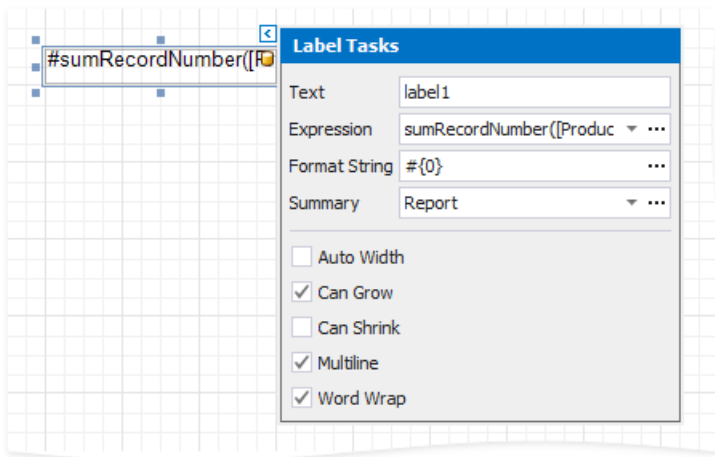 #sumRecordNumber([P
Label Tasks
Text label1
Expression sumRecordNumber([Produc
Format String #{0}
Summary Report
Auto Width
Can Grow
Can Shrink
Multiline
Word Wrap